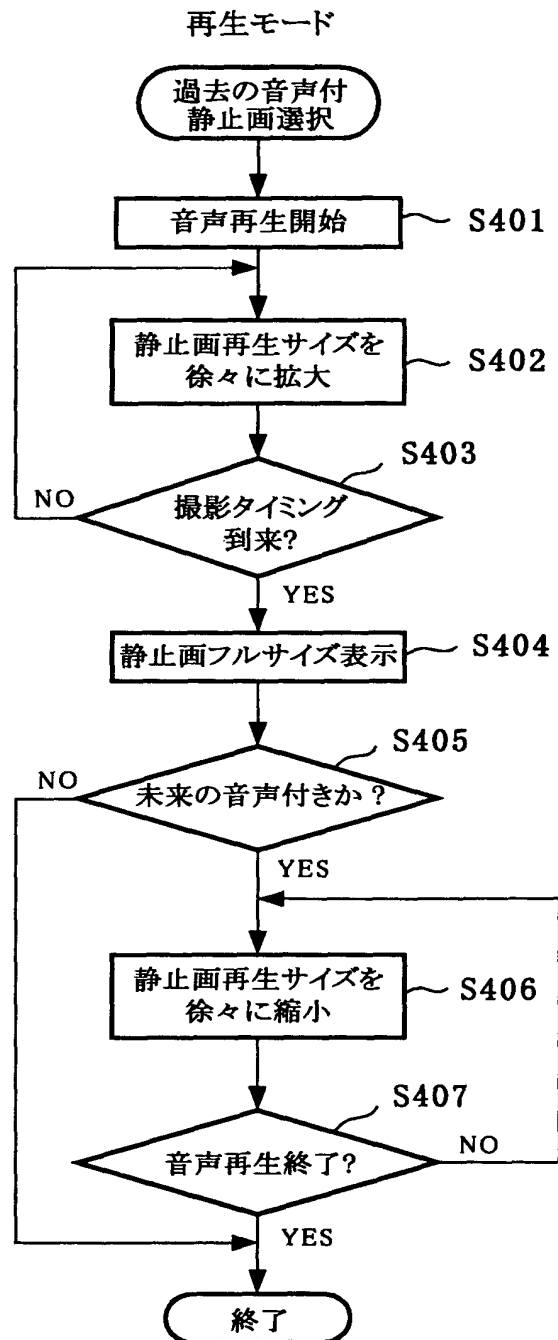 再生モード
過去の音声付
静止画選択
音声再生開始
S401
静止画再生サイズを
徐々に拡大
S402
S403
NO
撮影タイミング
到来?
YES
静止画フルサイズ表示
S404
S405
NO
未来の音声付きか?
YES
静止画再生サイズを
徐々に縮小
S406
S407
音声再生終了?
NO
YES
終了